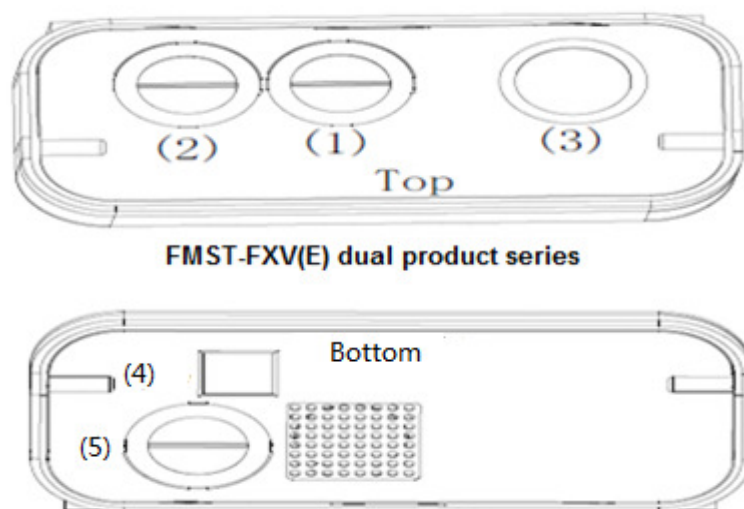 (2) (1) (3)
Top
FMST-FXV(E) dual product series
Bottom
(4)
(5)